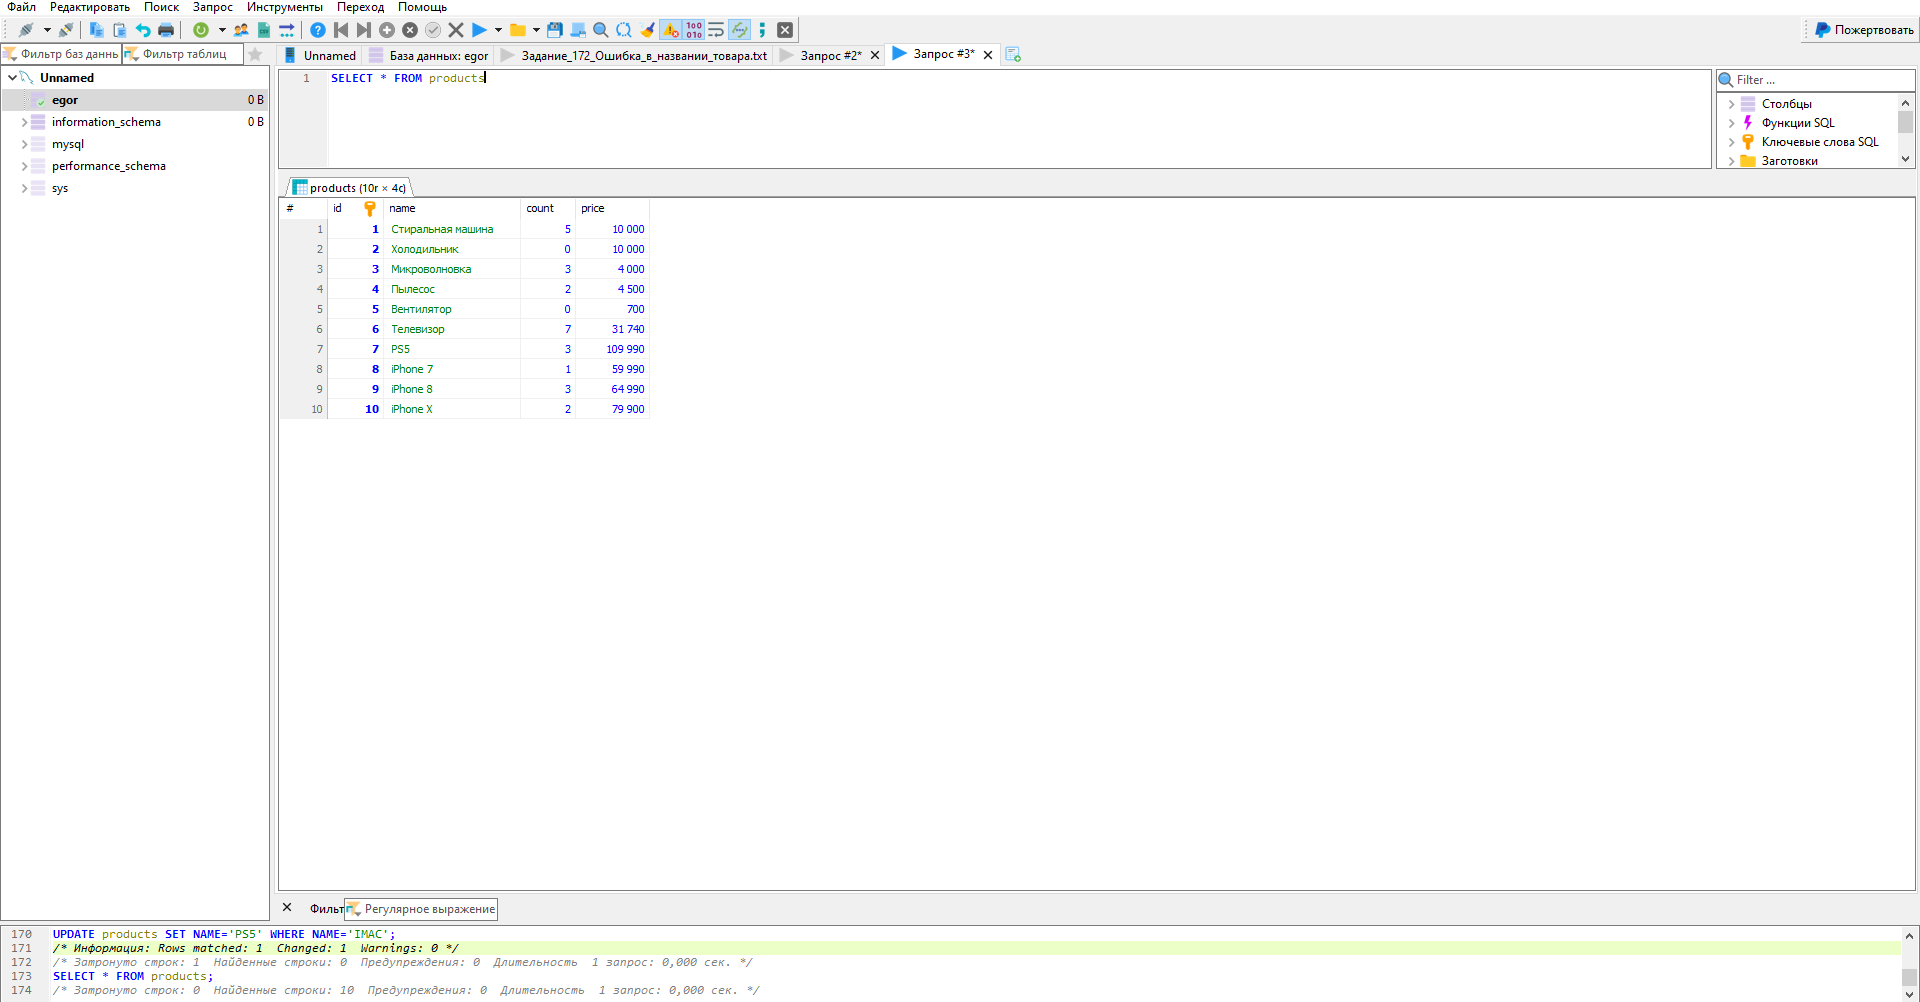 Файл Редактировать Поиск Запрос Инструменты Переход Помощь
Пожертвовать
Фильтр баз данн Фильтр таблиц
Unnamed База данных: egor Задание_172_Ошибка_в_названии_товара.txt Запрос #2* Запрос #3*
Unnamed
egor 0 B
information_schema 0 B
mysql
performance_schema
sys
1 SELECT * FROM products
Filter ...
Столбцы
Функции SQL
Ключевые слова SQL
Заготовки
products (10r × 4c)
# id name count price
1 1 Стиральная машина 5 10 000
2 2 Холодильник 0 10 000
3 3 Микроволновка 3 4 000
4 4 Пылесос 2 4 500
5 5 Вентилятор 0 700
6 6 Телевизор 7 31 740
7 7 PS5 3 109 990
8 8 iPhone 7 1 59 990
9 9 iPhone 8 3 64 990
10 10 iPhone X 2 79 900
Фильт Регулярное выражение
170 UPDATE products SET NAME='PS5' WHERE NAME='IMAC';
171 /* Информация: Rows matched: 1 Changed: 1 Warnings: 0 */
172 /* Затронуто строк: 1 Найденные строки: 0 Предупреждения: 0 Длительность 1 запрос: 0,000 сек. */
173 SELECT * FROM products;
174 /* Затронуто строк: 0 Найденные строки: 10 Предупреждения: 0 Длительность 1 запрос: 0,000 сек. */